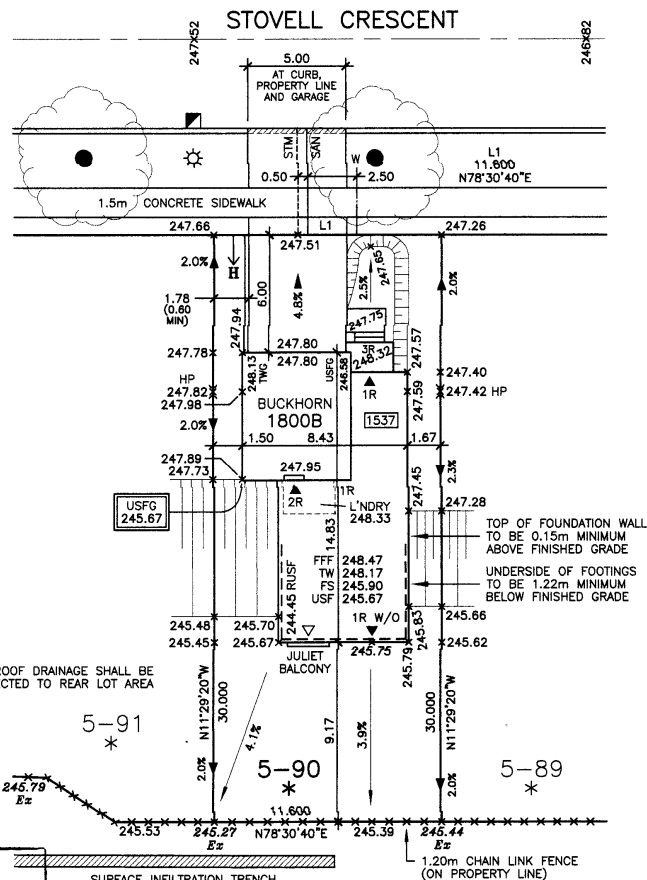 STOVELL CRESCENT
247x52
246x82
5.00
AT CURB,
PROPERTY LINE
AND GARAGE
STM
SAN
W
L1
11.600
N78°30'40"E
0.50
2.50
1.5m CONCRETE SIDEWALK
247.66
L1
247.26
247.51
2.0%
H
6.00
4.8%
2.5%
247.65
2.0%
1.78
(0.60
MIN)
247.94
247.75
247.57
247.80
247.78
247.80
3R
248.32
247.40
248.13
TWG
USFG
246.58
HP
247.82
247.98
1R
247.59
247.42 HP
BUCKHORN
1800B
1537
2.0%
1.50
8.43
1.67
2.3%
247.89
247.73
247.95
247.45
2R
1R
L'NDRY
248.33
247.28
USFG
245.67
14.83
TOP OF FOUNDATION WALL
TO BE 0.15m MINIMUM
ABOVE FINISHED GRADE
FFF 248.47
TW 248.17
FS 245.90
USF 245.67
244.45 RUSF
UNDERSIDE OF FOOTINGS
TO BE 1.22m MINIMUM
BELOW FINISHED GRADE
245.48
245.70
1R W/O
245.83
245.66
245.45
245.67
245.75
245.79
245.62
JULIET
BALCONY
OOF DRAINAGE SHALL BE
ECTED TO REAR LOT AREA
N11°29'20"W
30.000
4.1%
9.17
3.9%
30.000
N11°29'20"W
5-91
2.0%
5-90
5-89
2.0%
245.79
Ex
11.600
245.53
245.27
Ex
N78°30'40"E
245.39
245.44
Ex
1.20m CHAIN LINK FENCE
(ON PROPERTY LINE)
SURFACE INFILTRATION TRENCH